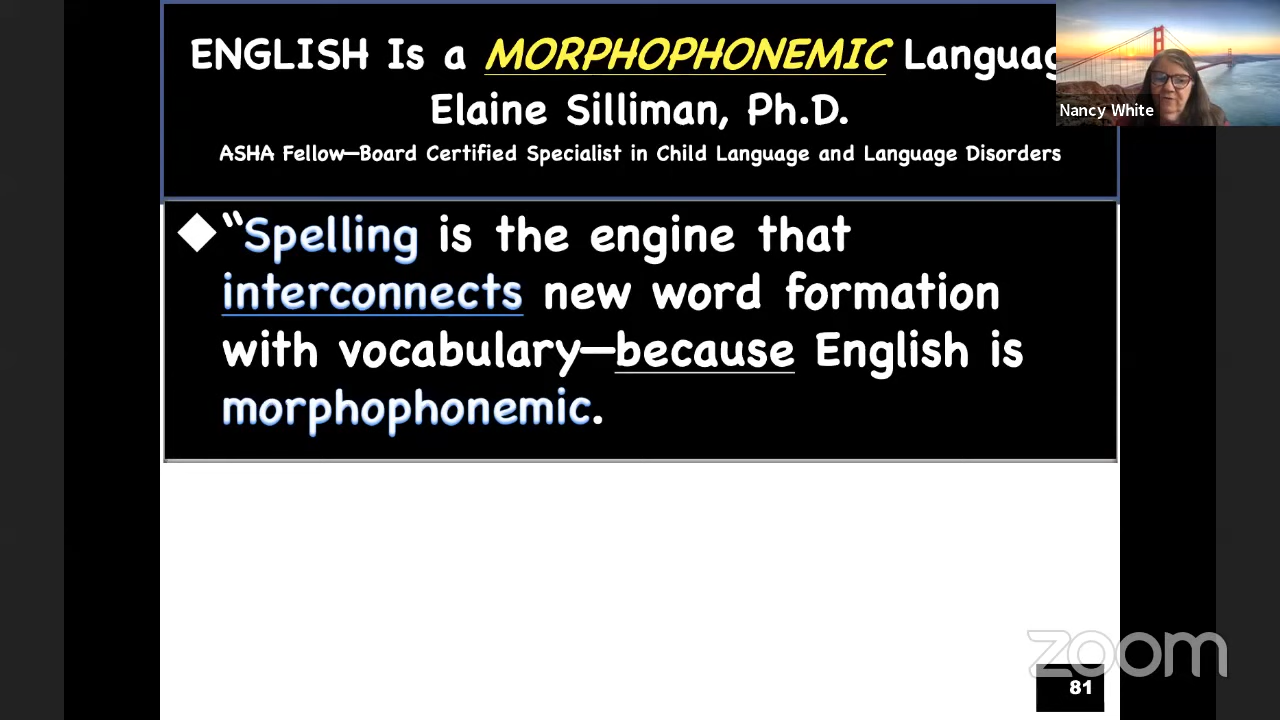 ENGLISH Is a MORPHOPHONEMIC Languag
Elaine Silliman, Ph.D.
ASHA Fellow—Board Certified Specialist in Child Language and Language Disorders
Nancy White
“Spelling is the engine that
interconnects new word formation
with vocabulary—because English is
morphophonemic.
zoom
81